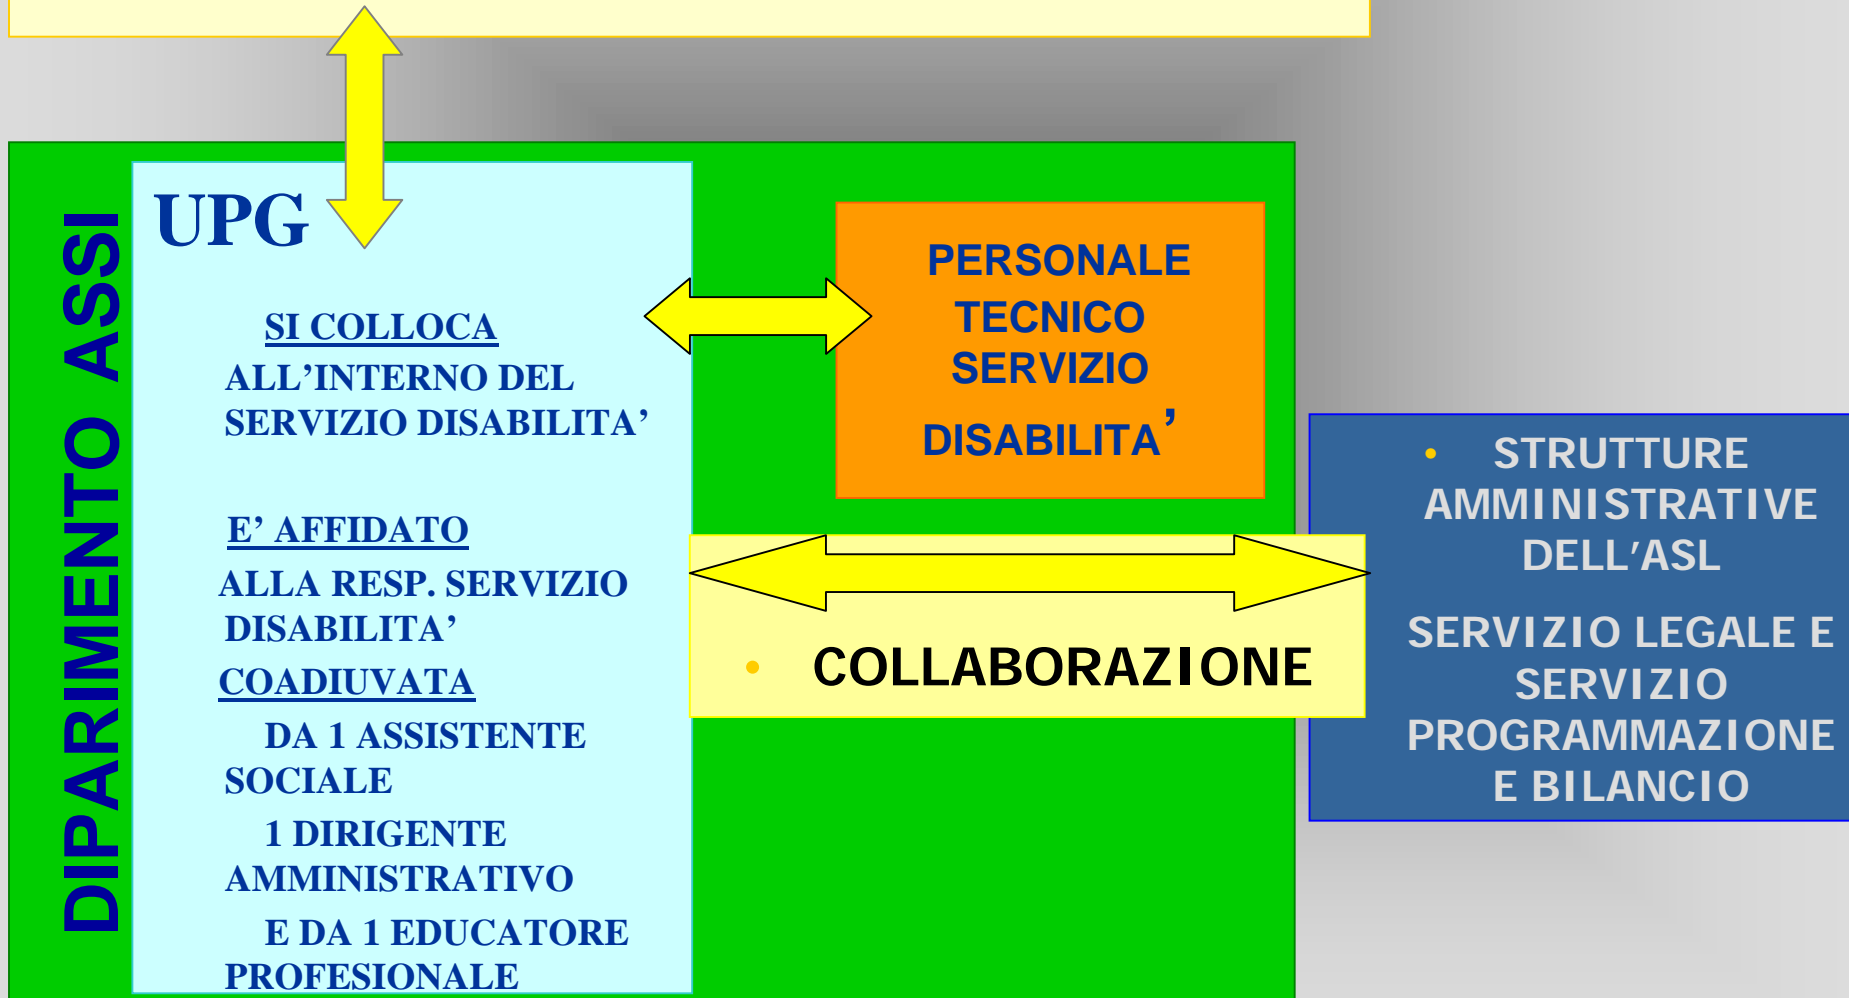 DIPARIMENTO ASSI
UPG
SI COLLOCA
ALL’INTERNO DEL
SERVIZIO DISABILITA’
E’ AFFIDATO
ALLA RESP. SERVIZIO
DISABILITA’
COADIUVATA
DA 1 ASSISTENTE
SOCIALE
1 DIRIGENTE
AMMINISTRATIVO
E DA 1 EDUCATORE
PROFESIONALE
PERSONALE
TECNICO
SERVIZIO
DISABILITA’
• COLLABORAZIONE
• STRUTTURE
AMMINISTRATIVE
DELL’ASL
SERVIZIO LEGALE E
SERVIZIO
PROGRAMMAZIONE
E BILANCIO